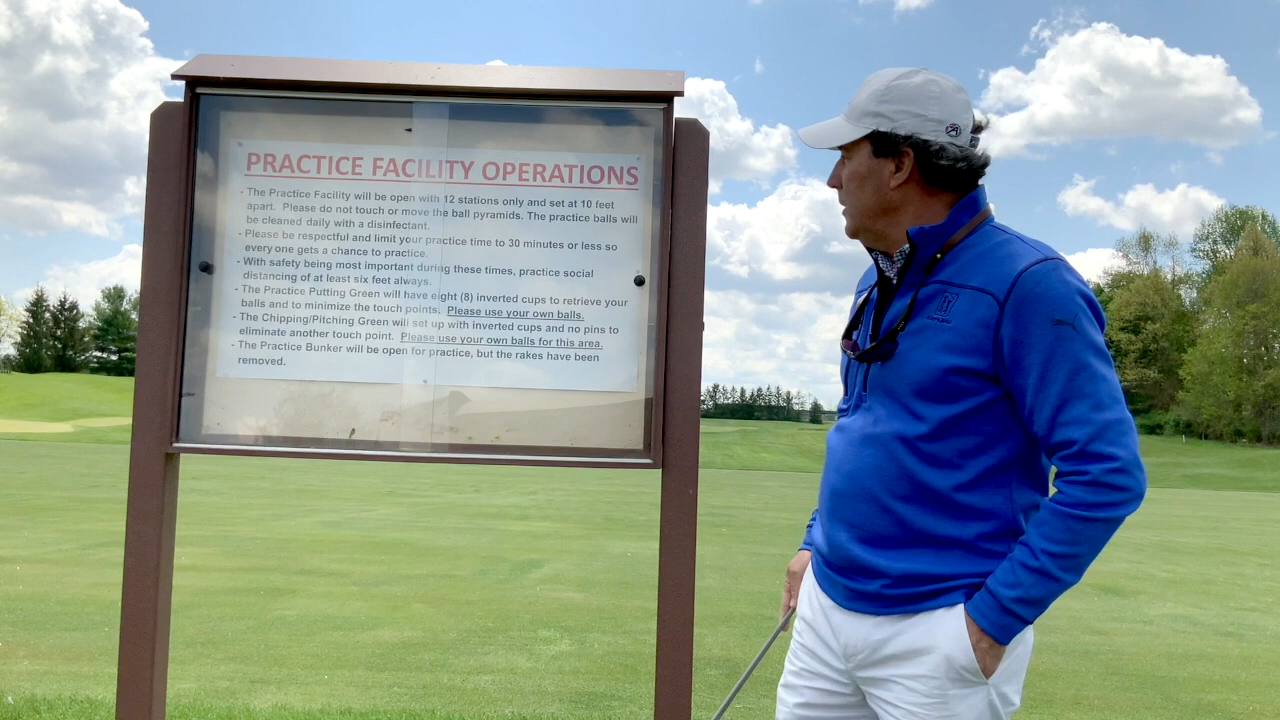 PRACTICE FACILITY OPERATIONS
- The Practice Facility will be open with 12 stations only and set at 10 feet
apart. Please do not touch or move the ball pyramids. The practice balls will
be cleaned daily with a disinfectant.
- Please be respectful and limit your practice time to 30 minutes or less so
everyone gets a chance to practice.
- With safety being most important during these times, practice social
distancing of at least six feet always.
- The Practice Putting Green will have eight (8) inverted cups to retrieve your
balls and to minimize the touch points. Please use your own balls.
- The Chipping/Pitching Green will set up with inverted cups and no pins to
eliminate another touch point. Please use your own balls for this area.
- The Practice Bunker will be open for practice, but the rakes have been
removed.